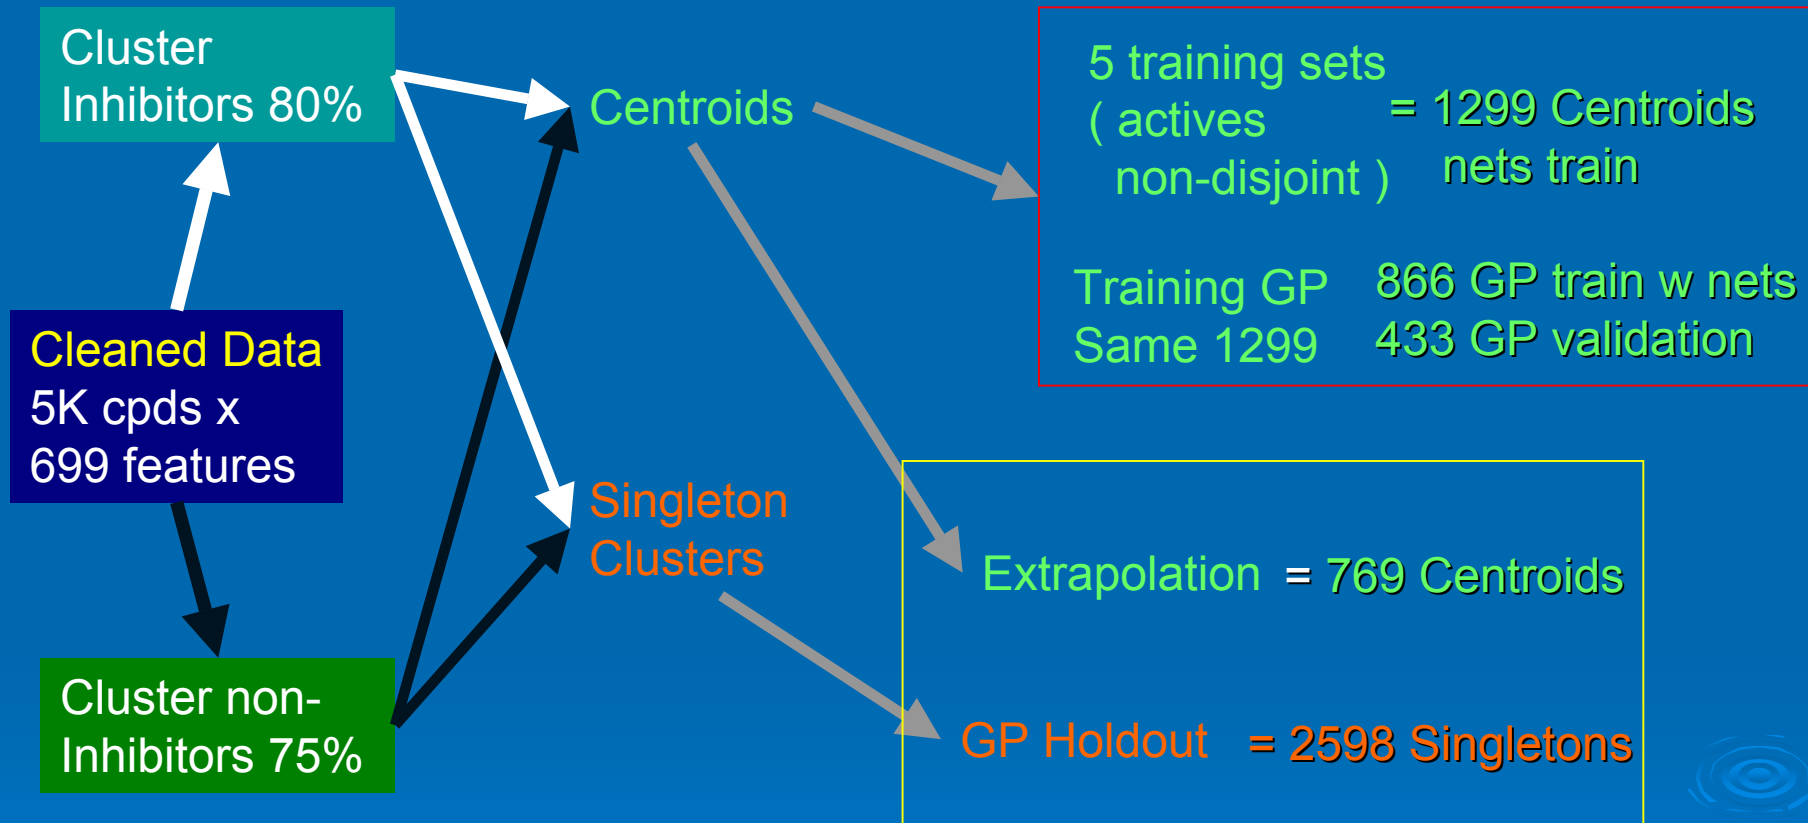 Cluster
Inhibitors 80%
Cleaned Data
5K cpds x
699 features
Cluster non-
Inhibitors 75%
Centroids
Singleton
Clusters
5 training sets
( actives
non-disjoint )
= 1299 Centroids
nets train
Training GP
Same 1299
866 GP train w nets
433 GP validation
Extrapolation = 769 Centroids
GP Holdout = 2598 Singletons